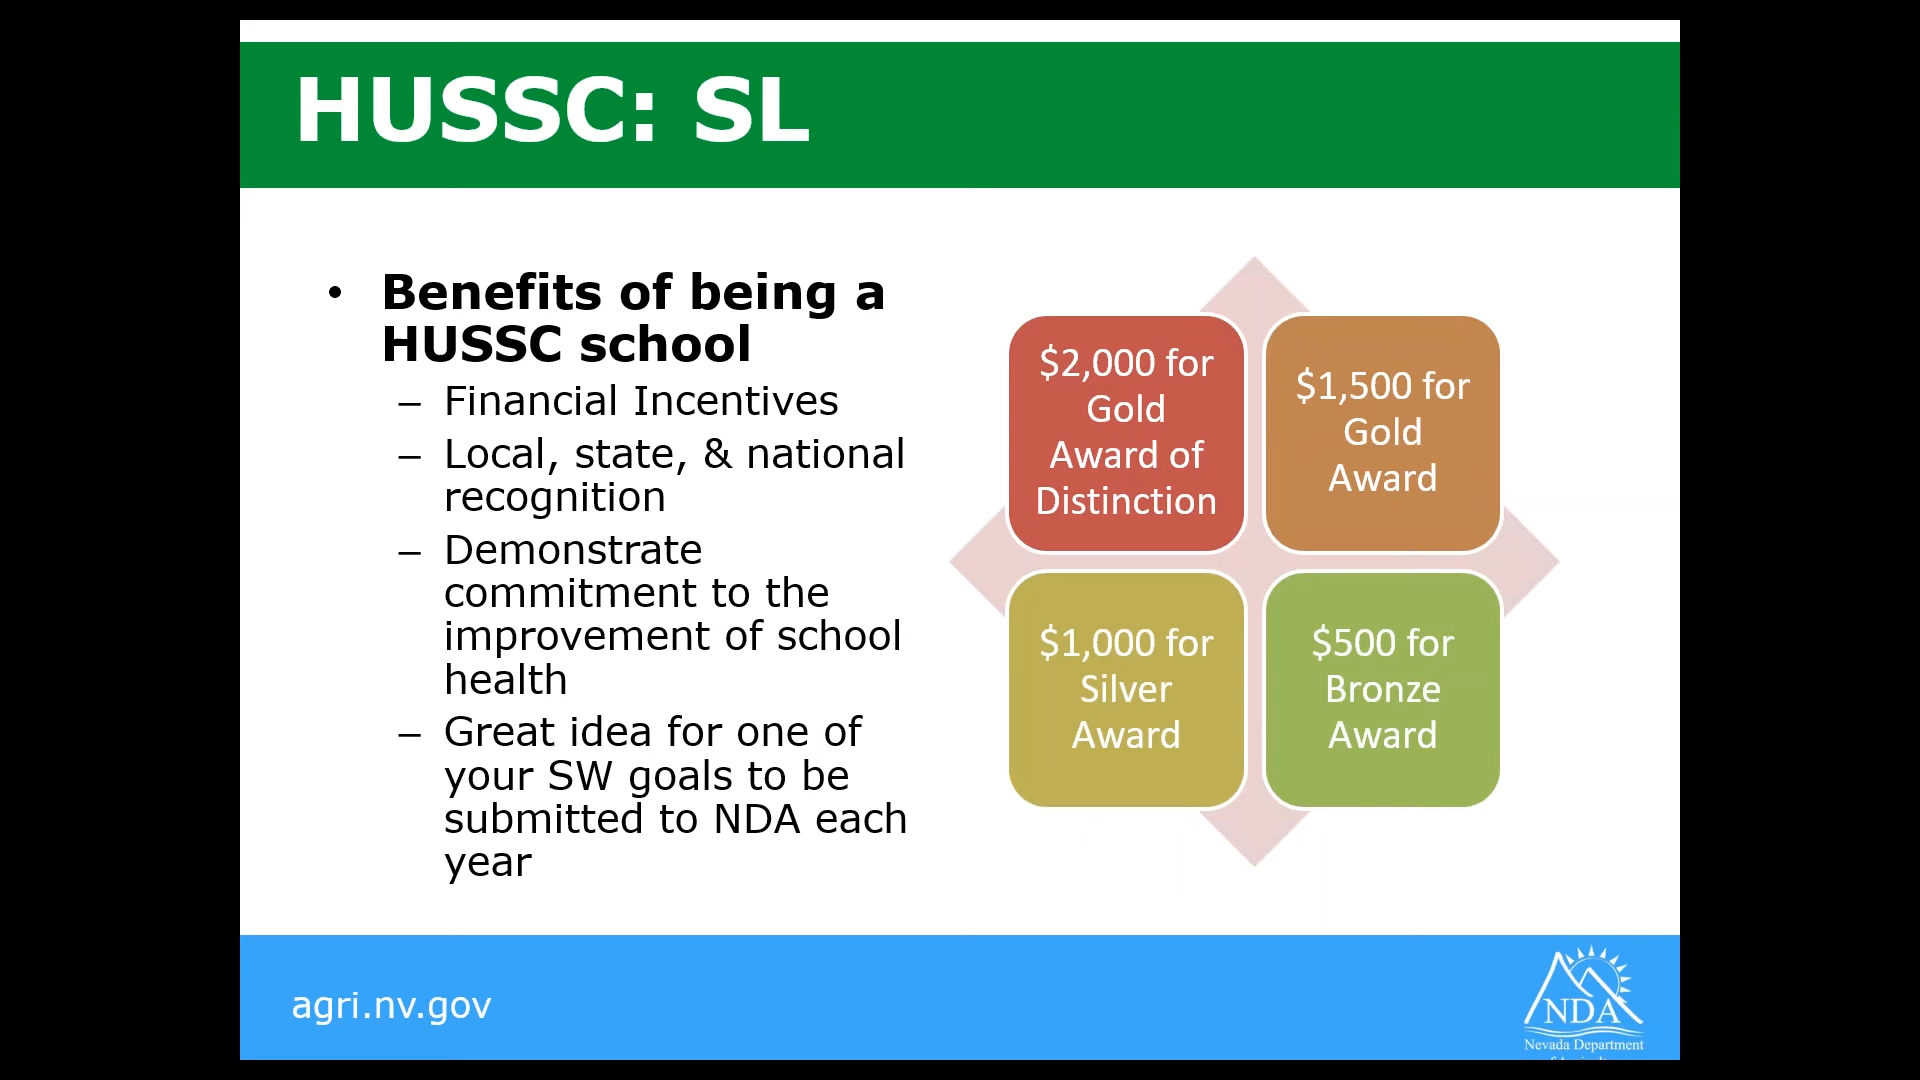 HUSSC: SL
• Benefits of being a
HUSSC school
– Financial Incentives
– Local, state, & national
recognition
– Demonstrate
commitment to the
improvement of school
health
– Great idea for one of
your SW goals to be
submitted to NDA each
year
$2,000 for
Gold
Award of
Distinction
$1,500 for
Gold
Award
$1,000 for
Silver
Award
$500 for
Bronze
Award
agri.nv.gov
NDA
Nevada Department